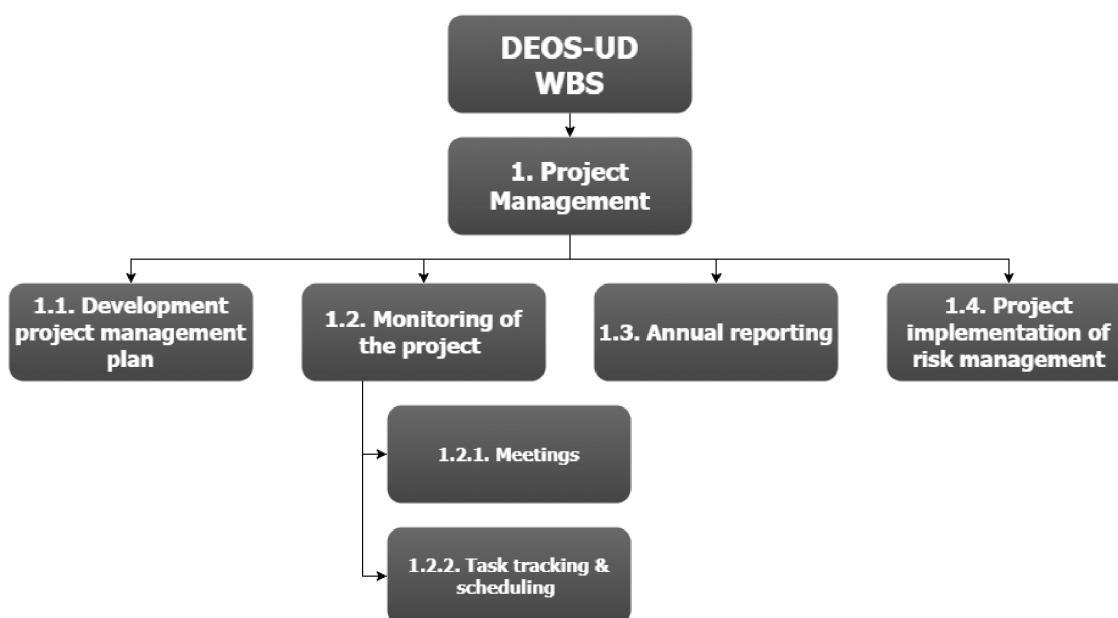 DEOS-UD
WBS
1. Project
Management
1.1. Development
project management
plan
1.2. Monitoring of
the project
1.3. Annual reporting
1.4. Project
implementation of
risk management
1.2.1. Meetings
1.2.2. Task tracking &
scheduling